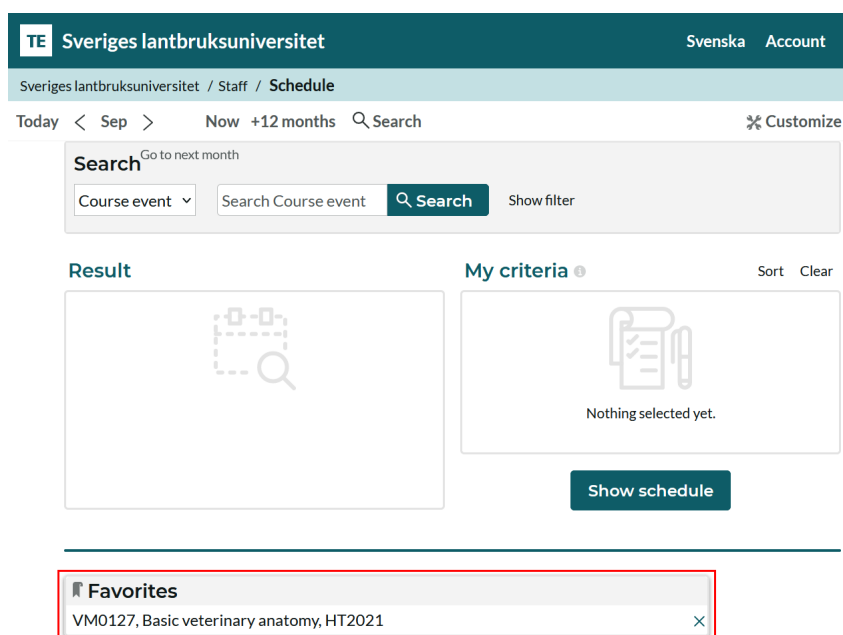 TE Sveriges lantbruksuniversitet Svenska Account
Sveriges lantbruksuniversitet / Staff / Schedule
Today < Sep > Now +12 months Search Customize
Go to next month
Search
Course event Search Course event Search Show filter
Result My criteria Sort Clear
Nothing selected yet.
Show schedule
Favorites
VM0127, Basic veterinary anatomy, HT2021 ×